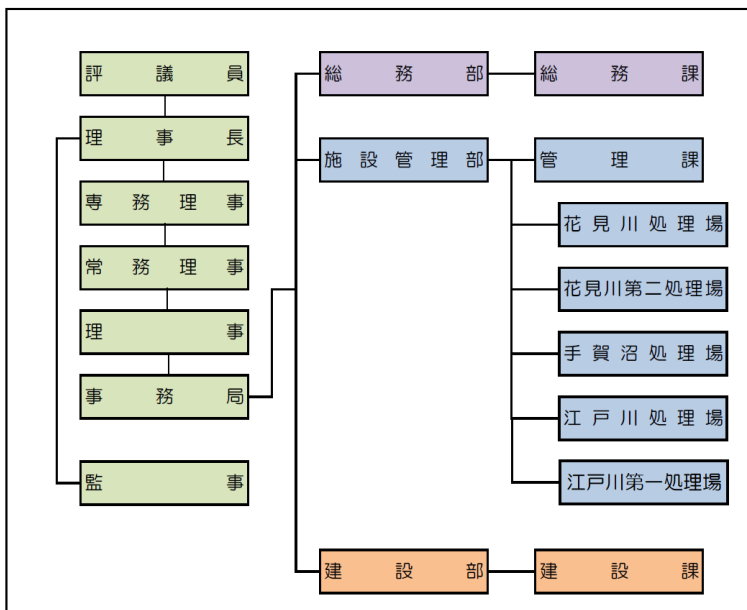 評議員
理事長
専務理事
常務理事
理事
事務局
監事
総務部
総務課
施設管理部
管理課
花見川処理場
花見川第二処理場
手賀沼処理場
江戸川処理場
江戸川第一処理場
建設部
建設課